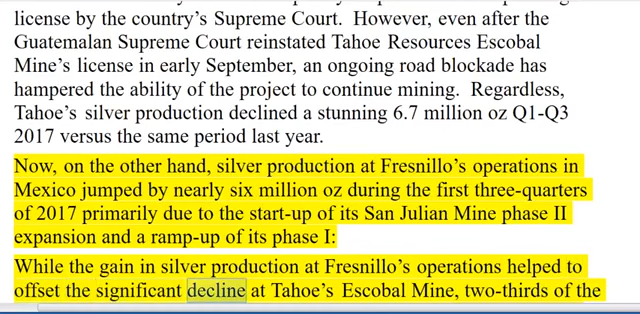 license by the country's Supreme Court.  However, even after the
Guatemalan Supreme Court reinstated Tahoe Resources Escobal
Mine's license in early September, an ongoing road blockade has
hampered the ability of the project to continue mining.  Regardless,
Tahoe's silver production declined a stunning 6.7 million oz Q1-Q3
2017 versus the same period last year.
Now, on the other hand, silver production at Fresnillo's operations in
Mexico jumped by nearly six million oz during the first three-quarters
of 2017 primarily due to the start-up of its San Julian Mine phase II
expansion and a ramp-up of its phase I:
While the gain in silver production at Fresnillo's operations helped to
offset the significant decline at Tahoe's Escobal Mine, two-thirds of the